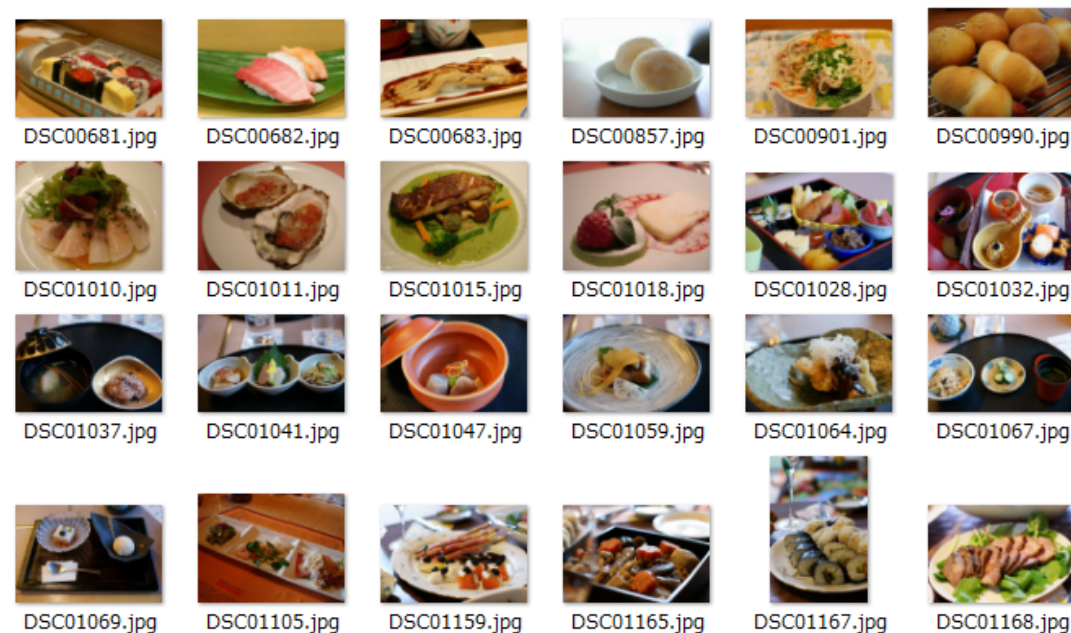 DSC00681.jpg DSC00682.jpg DSC00683.jpg DSC00857.jpg DSC00901.jpg DSC00990.jpg
DSC01010.jpg DSC01011.jpg DSC01015.jpg DSC01018.jpg DSC01028.jpg DSC01032.jpg
DSC01037.jpg DSC01041.jpg DSC01047.jpg DSC01059.jpg DSC01064.jpg DSC01067.jpg
DSC01069.jpg DSC01105.jpg DSC01159.jpg DSC01165.jpg DSC01167.jpg DSC01168.jpg